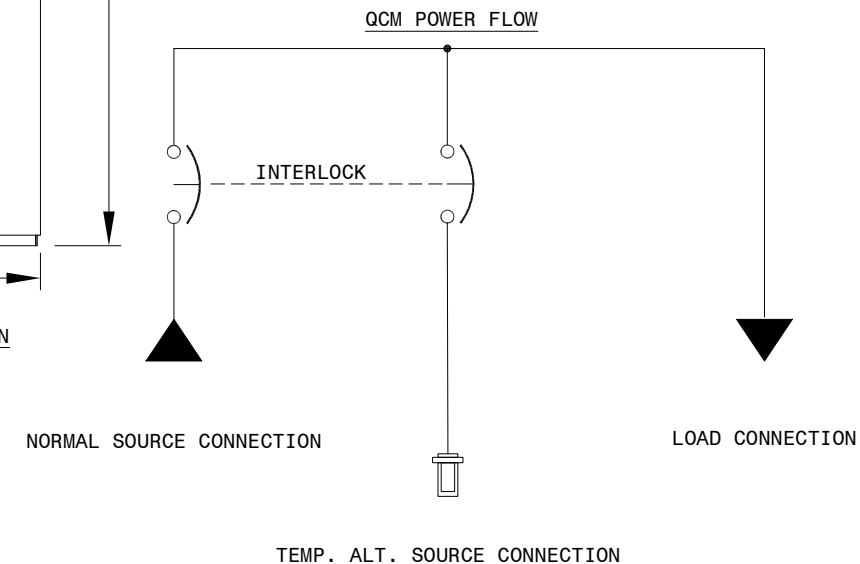 QCM POWER FLOW
INTERLOCK
N
NORMAL SOURCE CONNECTION
LOAD CONNECTION
TEMP. ALT. SOURCE CONNECTION